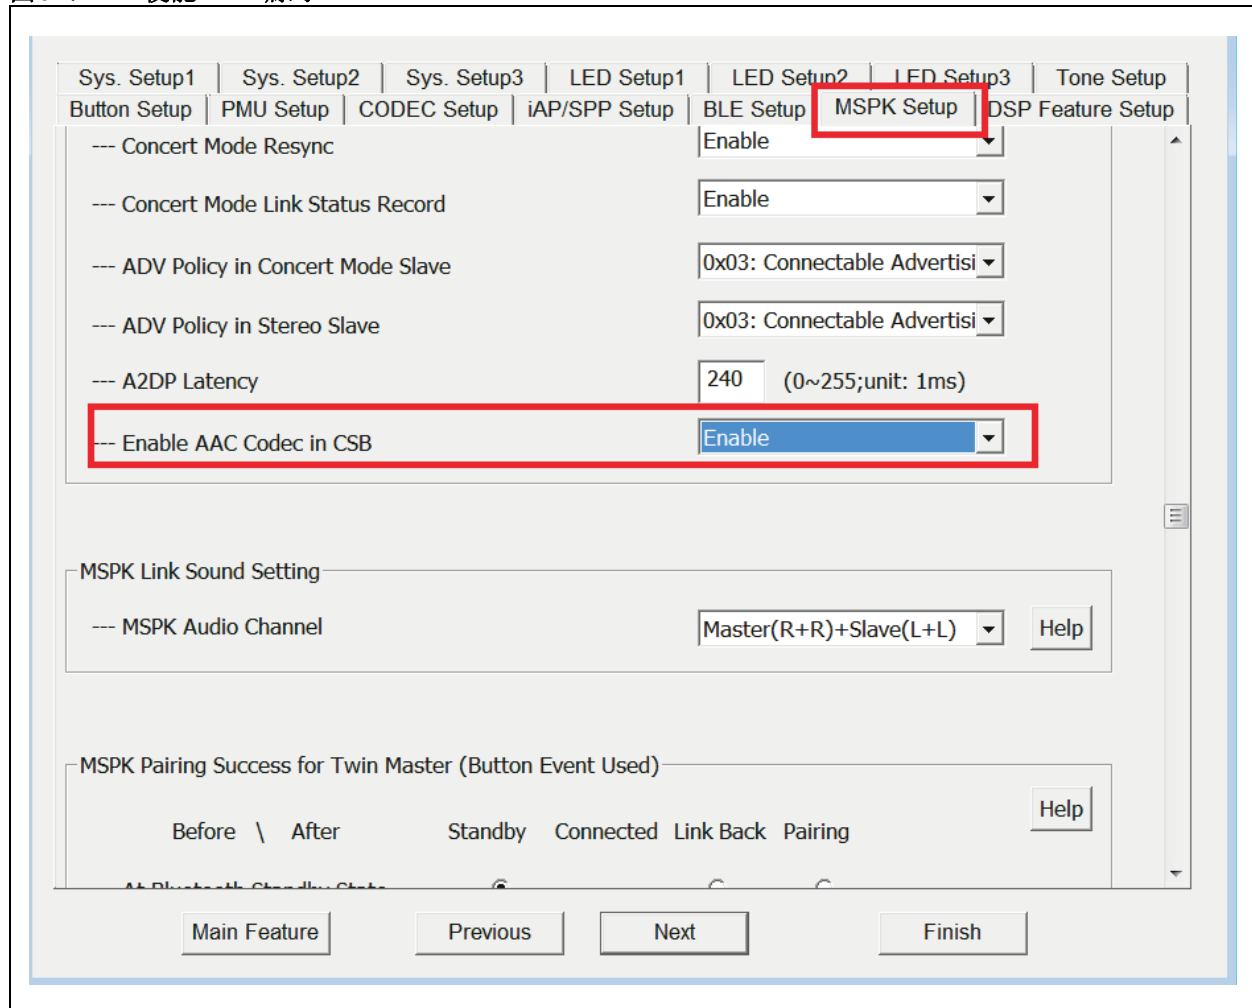 Sys. Setup1 Sys. Setup2 Sys. Setup3 LED Setup1 LED Setup2 LED Setup3 Tone Setup
Button Setup PMU Setup CODEC Setup iAP/SPP Setup BLE Setup MSPK Setup DSP Feature Setup
--- Concert Mode Resync Enable
--- Concert Mode Link Status Record Enable
--- ADV Policy in Concert Mode Slave 0x03: Connectable Advertisi
--- ADV Policy in Stereo Slave 0x03: Connectable Advertisi
--- A2DP Latency 240 (0~255;unit: 1ms)
--- Enable AAC Codec in CSB Enable
MSPK Link Sound Setting
--- MSPK Audio Channel Master(R+R)+Slave(L+L) Help
MSPK Pairing Success for Twin Master (Button Event Used)
Help
Before \ After Standby Connected Link Back Pairing
At Bluetooth Standby State
Main Feature Previous Next Finish